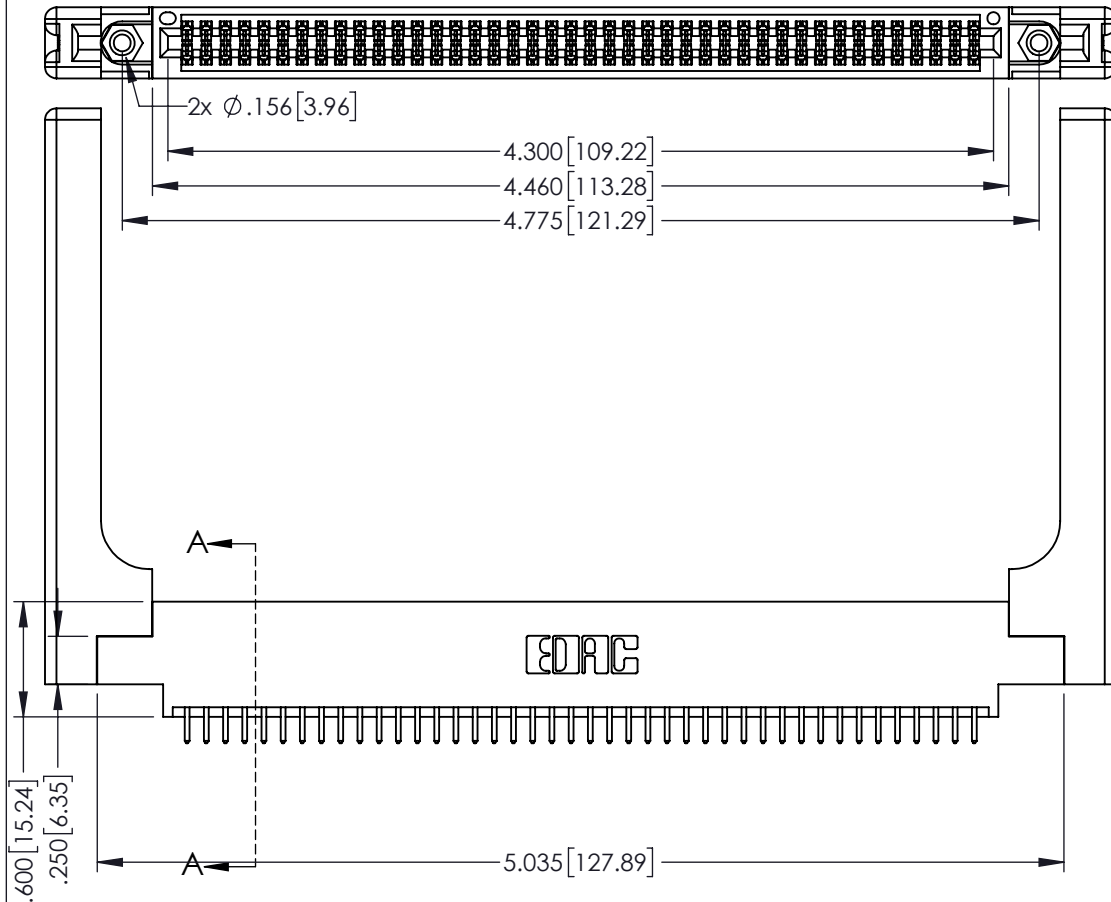 2x ∅.156[3.96]
4.300[109.22]
4.460[113.28]
4.775[121.29]
A
EDAC
.600[15.24]
.250[6.35]
A
5.035[127.89]